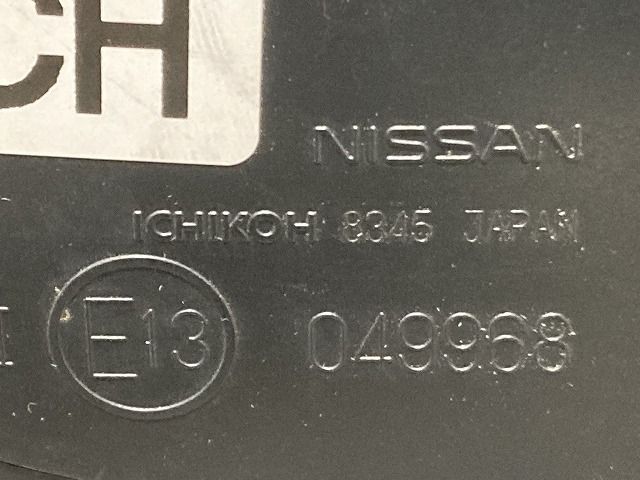 CH
NISSAN
ICHIKOH 8345 JAPAN
E13 049968